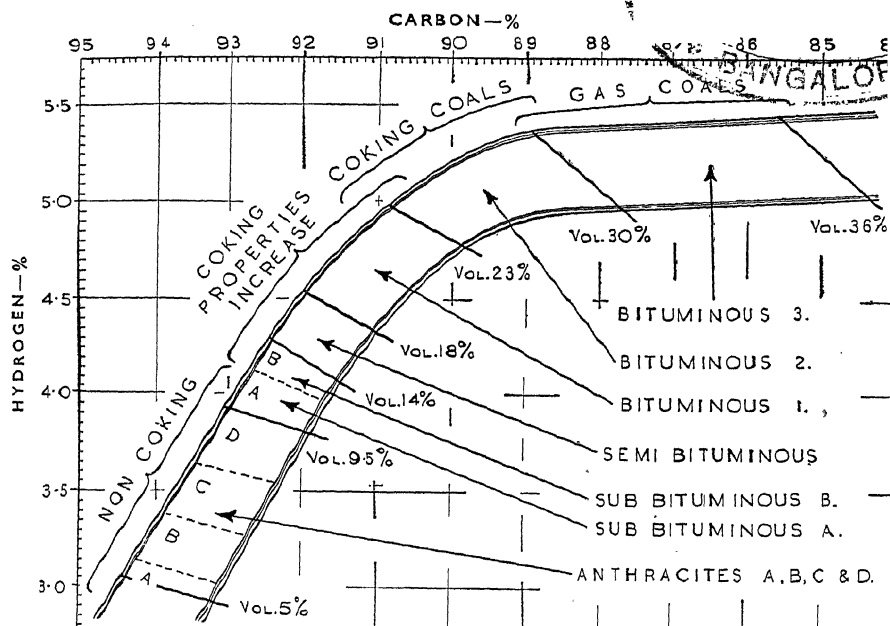 CARBON—%
95 94 93 92 91 90 89 88 87 86 85
BANGALOR
HYDROGEN—%
5·5
5·0
4·5
4·0
3·5
3·0
COKING COALS
GAS COALS
COKING
PROPERTIES
INCREASE
NON COKING
VOL.36%
VOL.30%
VOL.23%
VOL.18%
VOL.14%
VOL.9·5%
VOL.5%
B
A
D
C
B
A
BITUMINOUS 3.
BITUMINOUS 2.
BITUMINOUS 1.
SEMI BITUMINOUS
SUB BITUMINOUS B.
SUB BITUMINOUS A.
ANTHRACITES A,B,C & D.